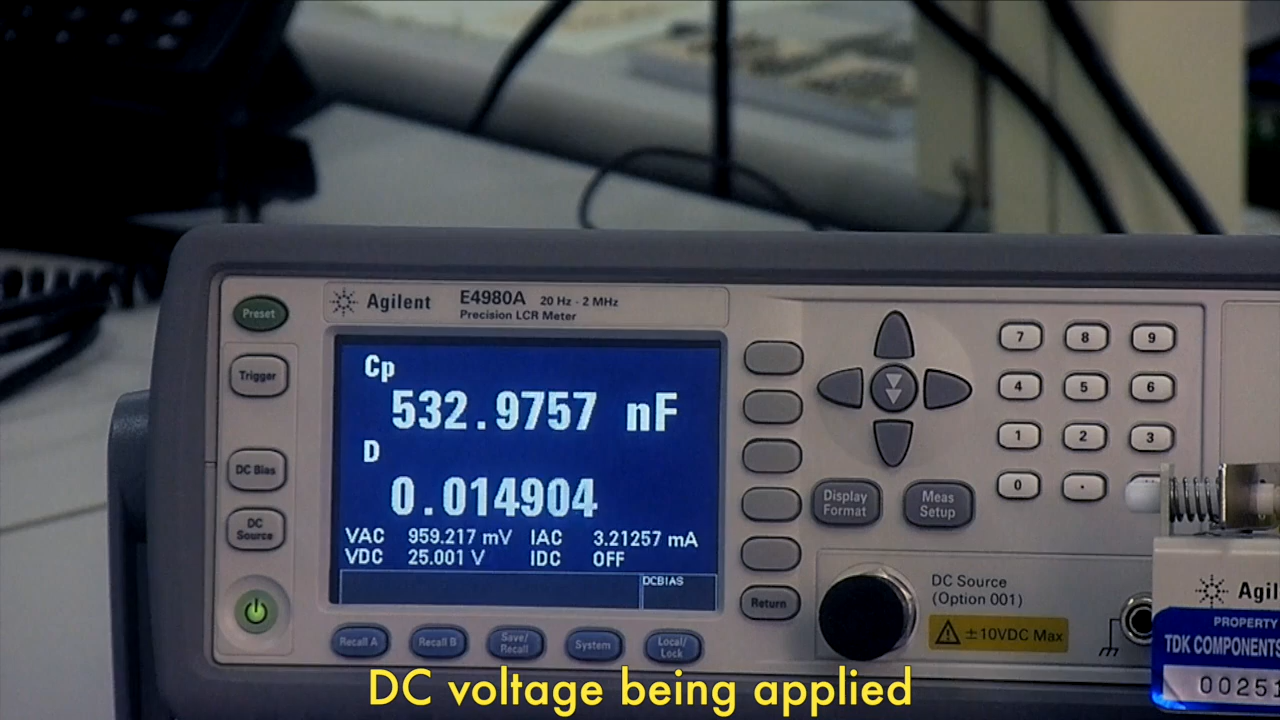 Preset
Agilent E4980A 20 Hz - 2 MHz
Precision LCR Meter
Trigger
DC Bias
DC
Source
Cp
532.9757 nF
D
0.014904
VAC 959.217 mV IAC 3.21257 mA
VDC 25.001 V IDC OFF
DCBIAS
7 8 9
4 5 6
1 2 3
0 .
Display
Format
Meas
Setup
Return
DC Source
(Option 001)
±10VDC Max
Recall A
Recall B
Save/
Recall
System
Local/
Lock
PROPERTY
TDK COMPONENTS
DC voltage being applied